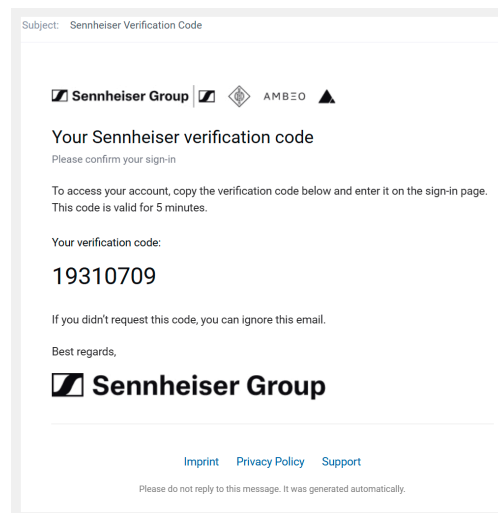 Subject: Sennheiser Verification Code
Sennheiser Group AMBEO
Your Sennheiser verification code
Please confirm your sign-in
To access your account, copy the verification code below and enter it on the sign-in page.
This code is valid for 5 minutes.
Your verification code:
19310709
If you didn't request this code, you can ignore this email.
Best regards,
Sennheiser Group
Imprint Privacy Policy Support
Please do not reply to this message. It was generated automatically.